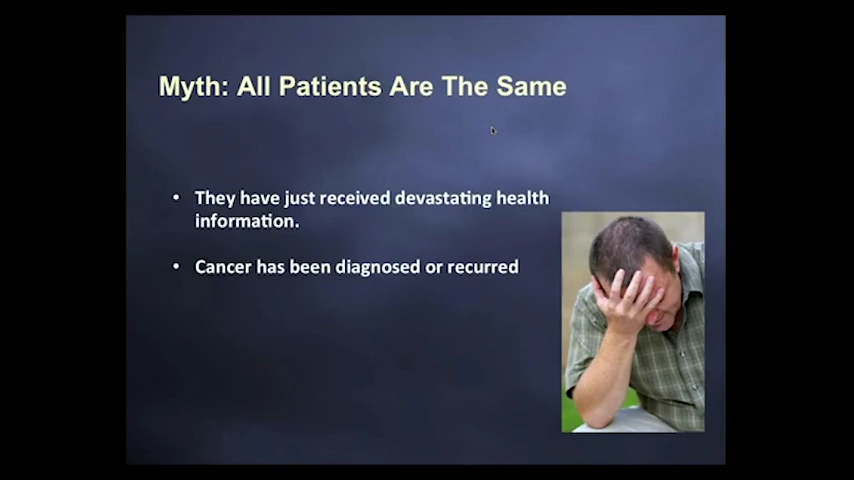 Myth: All Patients Are The Same
• They have just received devastating health
information.
• Cancer has been diagnosed or recurred